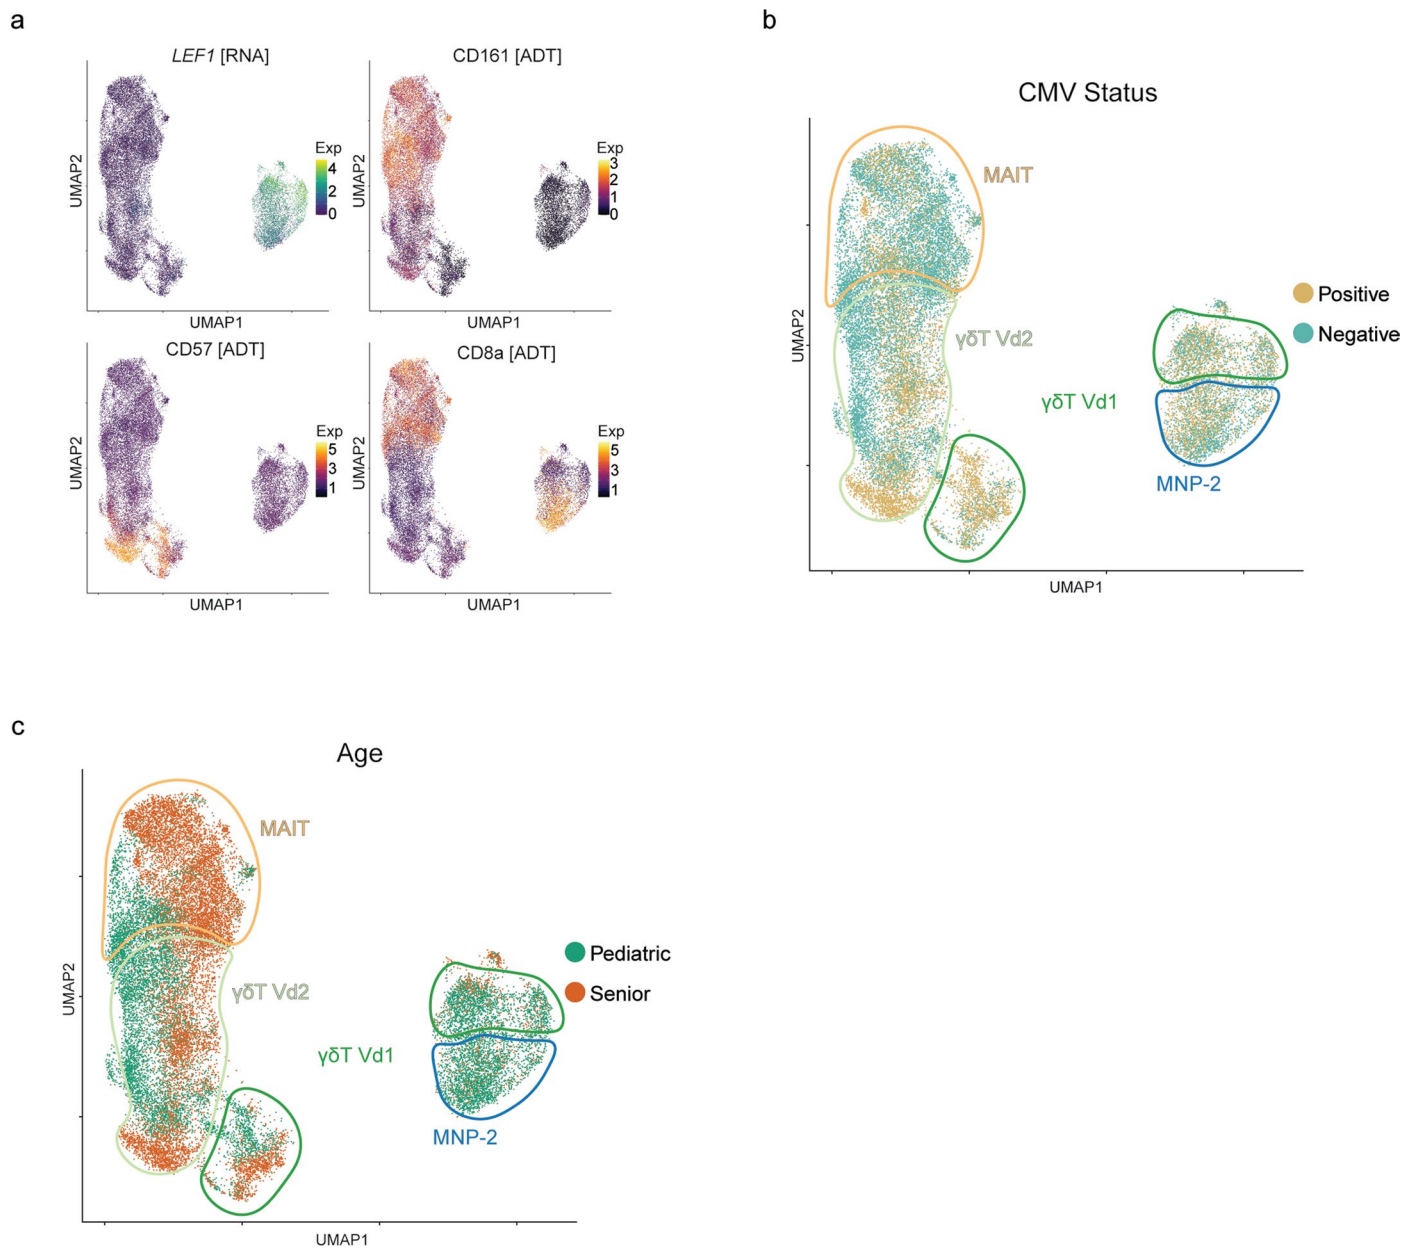 a
LEF1 [RNA]
UMAP2
Exp
4
2
0
UMAP1
CD161 [ADT]
UMAP2
Exp
3
2
1
0
UMAP1
CD57 [ADT]
UMAP2
Exp
5
3
1
UMAP1
CD8a [ADT]
UMAP2
Exp
5
3
1
UMAP1
b
CMV Status
MAIT
γδT Vd2
γδT Vd1
MNP-2
Positive
Negative
UMAP2
UMAP1
c
Age
MAIT
γδT Vd2
γδT Vd1
MNP-2
Pediatric
Senior
UMAP2
UMAP1